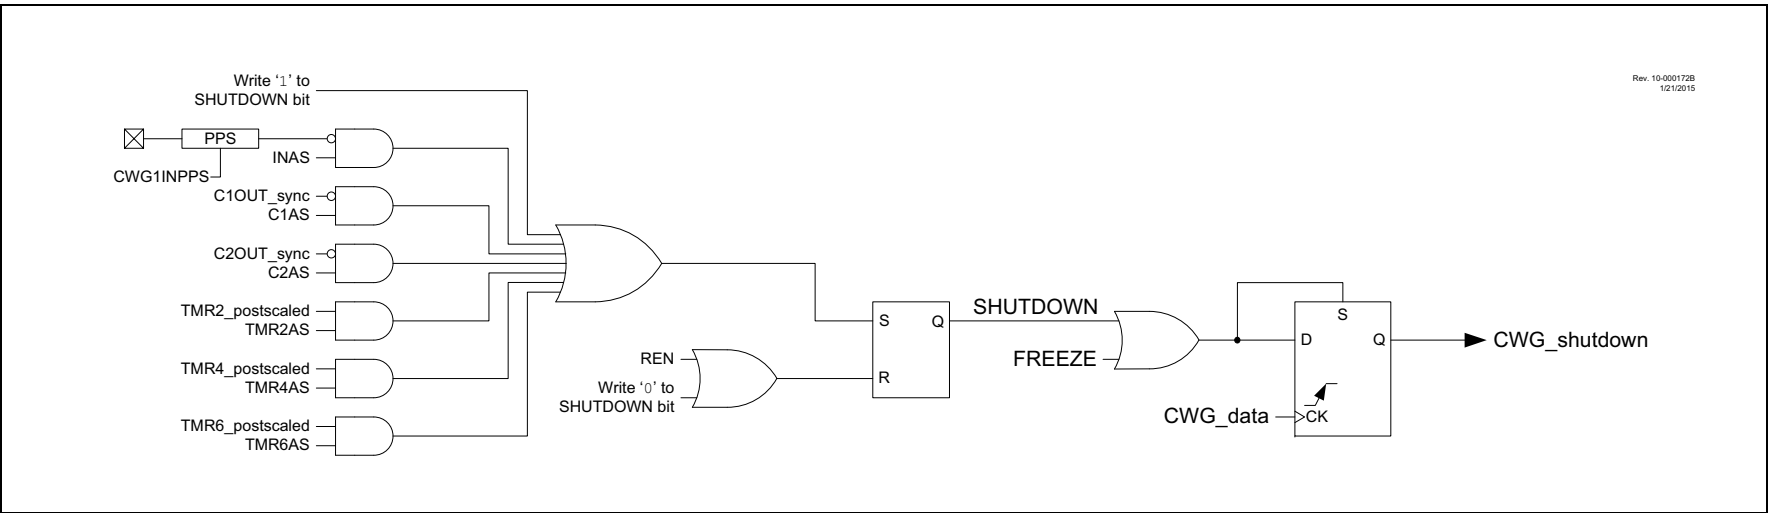 Rev. 10-000172B
1/21/2015
Write ‘1’ to
SHUTDOWN bit
PPS
INAS
CWG1INPPS
C1OUT_sync
C1AS
C2OUT_sync
C2AS
TMR2_postscaled
TMR2AS
TMR4_postscaled
TMR4AS
TMR6_postscaled
TMR6AS
REN
Write ‘0’ to
SHUTDOWN bit
S
Q
R
SHUTDOWN
FREEZE
S
D
Q
CWG_data
CK
CWG_shutdown